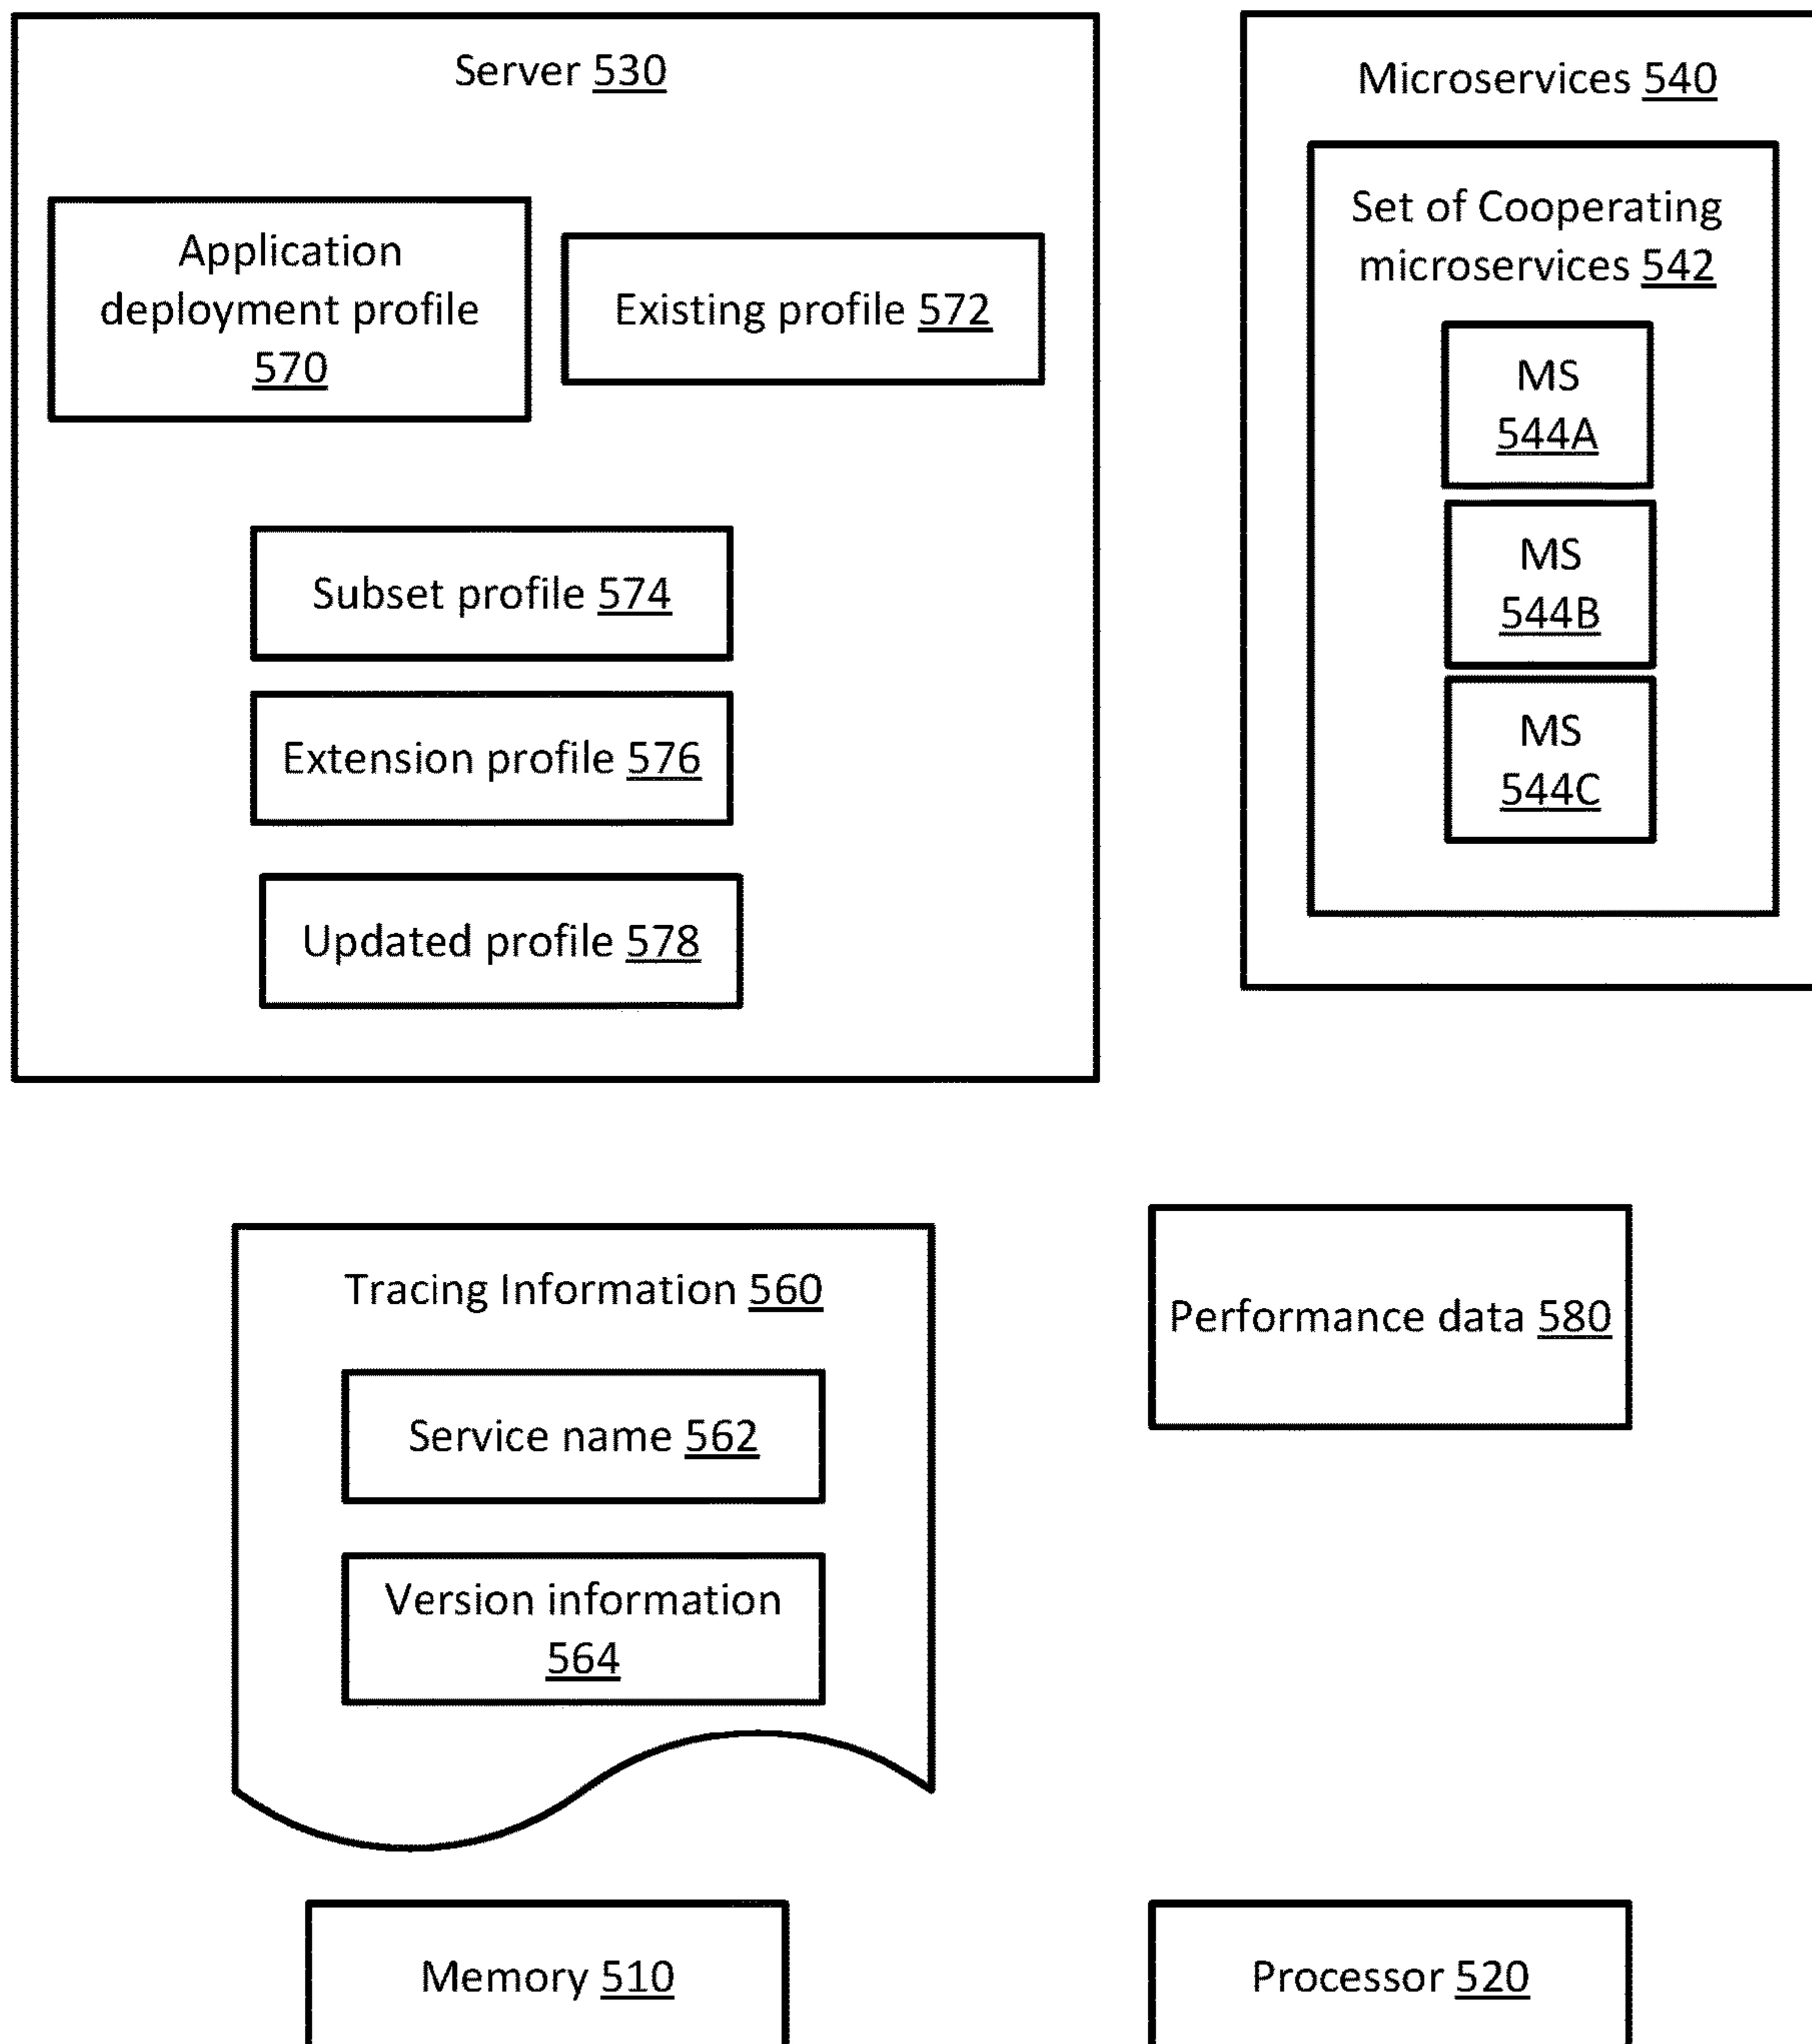 Server 530
Application
deployment profile
570
Existing profile 572
Subset profile 574
Extension profile 576
Updated profile 578
Microservices 540
Set of Cooperating
microservices 542
MS
544A
MS
544B
MS
544C
Tracing Information 560
Service name 562
Version information
564
Performance data 580
Memory 510
Processor 520